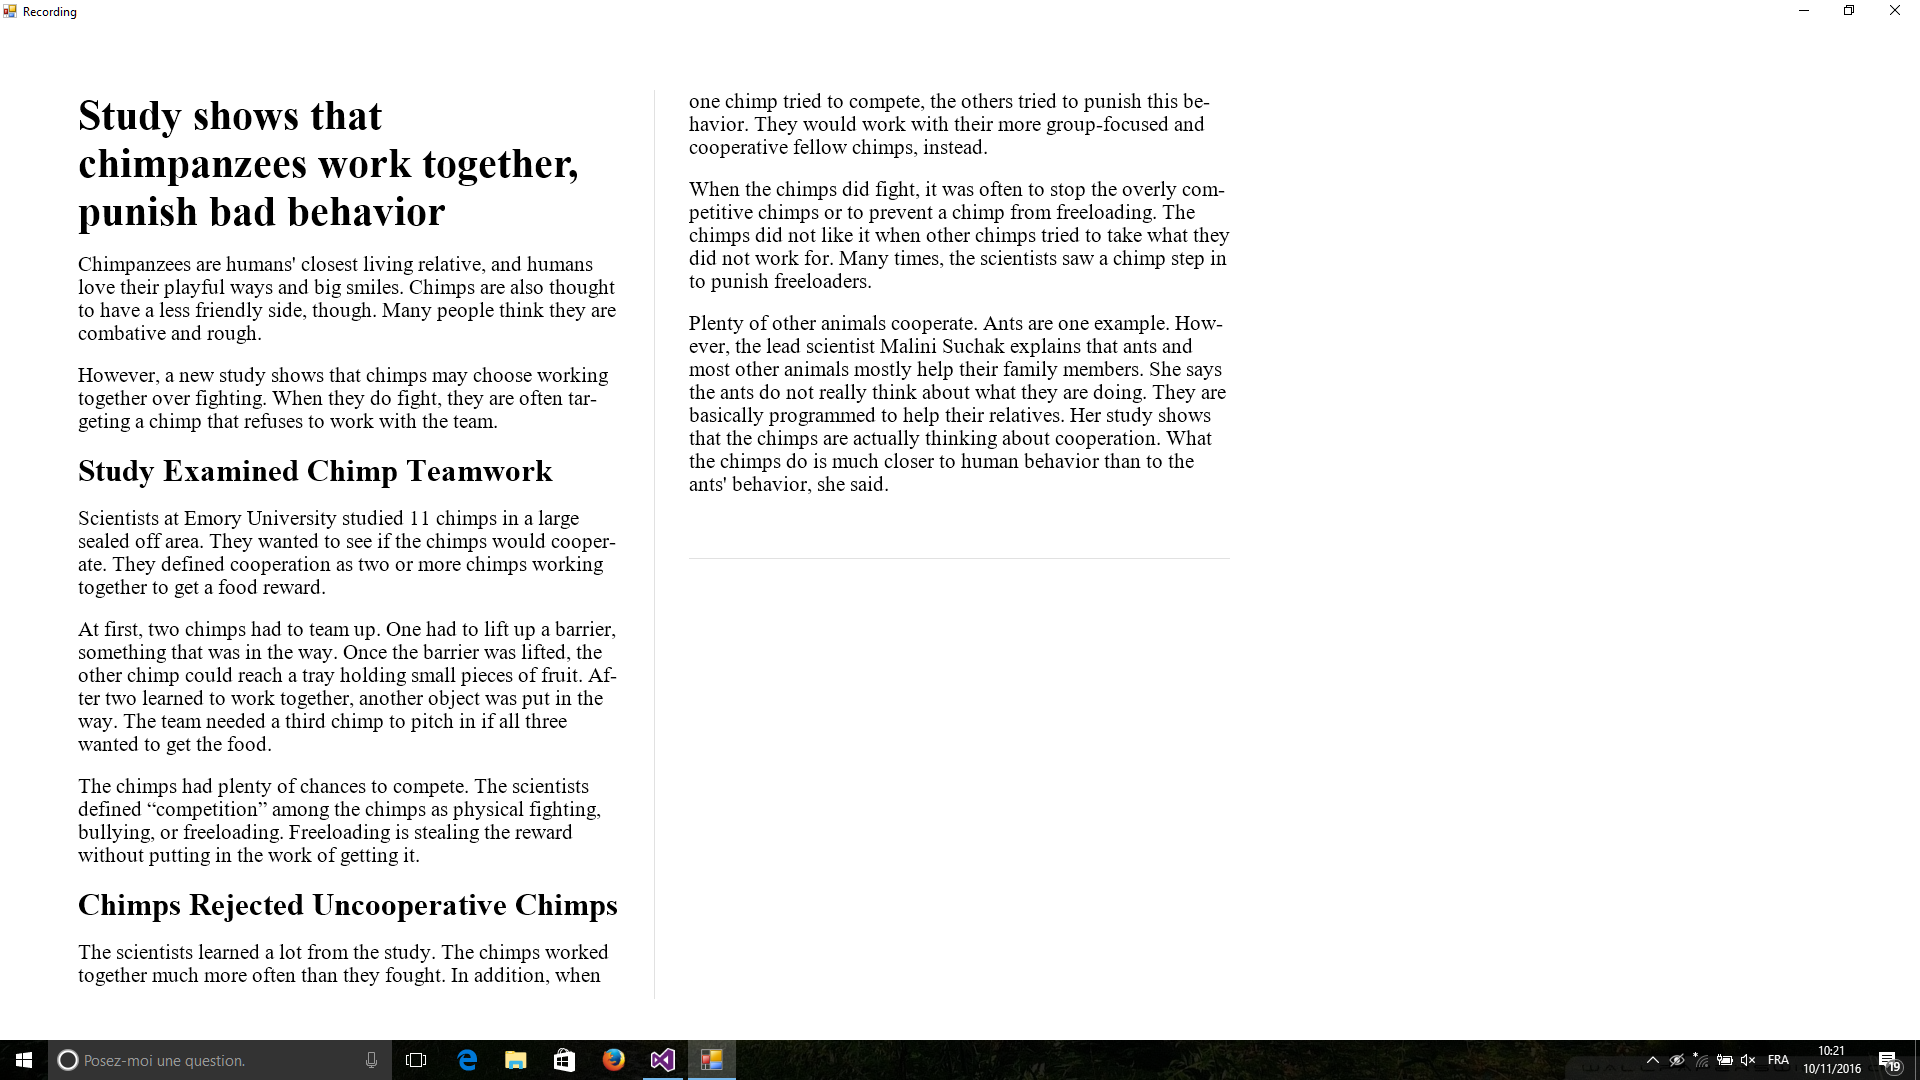 Recording
Study shows that
chimpanzees work together,
punish bad behavior
Chimpanzees are humans' closest living relative, and humans
love their playful ways and big smiles. Chimps are also thought
to have a less friendly side, though. Many people think they are
combative and rough.
However, a new study shows that chimps may choose working
together over fighting. When they do fight, they are often tar-
geting a chimp that refuses to work with the team.
Study Examined Chimp Teamwork
Scientists at Emory University studied 11 chimps in a large
sealed off area. They wanted to see if the chimps would cooper-
ate. They defined cooperation as two or more chimps working
together to get a food reward.
At first, two chimps had to team up. One had to lift up a barrier,
something that was in the way. Once the barrier was lifted, the
other chimp could reach a tray holding small pieces of fruit. Af-
ter two learned to work together, another object was put in the
way. The team needed a third chimp to pitch in if all three
wanted to get the food.
The chimps had plenty of chances to compete. The scientists
defined “competition” among the chimps as physical fighting,
bullying, or freeloading. Freeloading is stealing the reward
without putting in the work of getting it.
Chimps Rejected Uncooperative Chimps
The scientists learned a lot from the study. The chimps worked
together much more often than they fought. In addition, when
one chimp tried to compete, the others tried to punish this be-
havior. They would work with their more group-focused and
cooperative fellow chimps, instead.
When the chimps did fight, it was often to stop the overly com-
petitive chimps or to prevent a chimp from freeloading. The
chimps did not like it when other chimps tried to take what they
did not work for. Many times, the scientists saw a chimp step in
to punish freeloaders.
Plenty of other animals cooperate. Ants are one example. How-
ever, the lead scientist Malini Suchak explains that ants and
most other animals mostly help their family members. She says
the ants do not really think about what they are doing. They are
basically programmed to help their relatives. Her study shows
that the chimps are actually thinking about cooperation. What
the chimps do is much closer to human behavior than to the
ants' behavior, she said.
Posez-moi une question.
FRA
10:21
10/11/2016
19